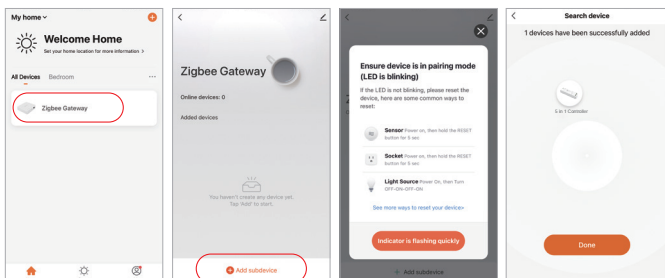 My home
Welcome Home
Set your home location for more information >
All Devices Bedroom ...
Zigbee Gateway
Zigbee Gateway
Online devices: 0
Added devices
You haven't create any device yet.
Tap 'Add' to start.
Add subdevice
Ensure device is in pairing mode
(LED is blinking)
If the LED is not blinking, please reset the
device, here are some common ways to
reset:
Sensor Power on, then hold the RESET
button for 5 sec
Socket Power on, then hold the RESET
button for 5 sec
Light Source Power On, then Turn
OFF-ON-OFF-ON
See more ways to reset your device>
Indicator is flashing quickly
+ Add subdevice
Search device
1 devices have been successfully added
5 in 1 Controller
Done